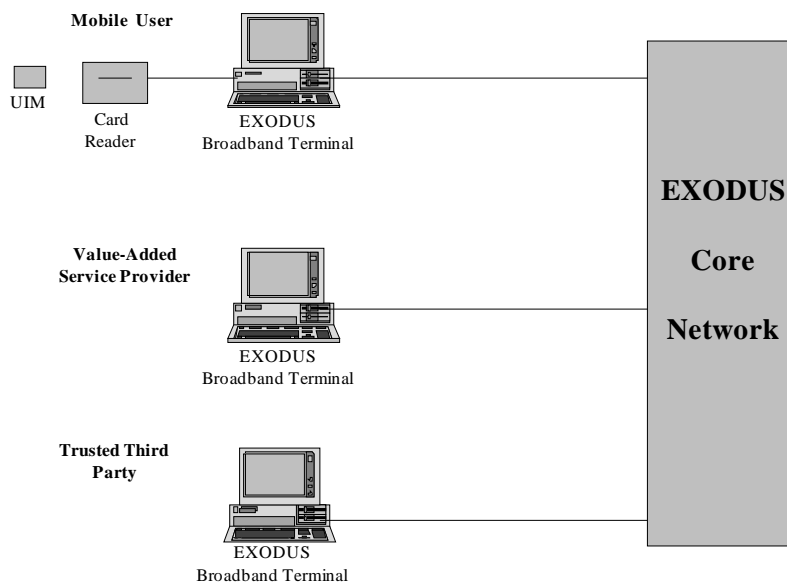 Mobile User
UIM
Card
Reader
EXODUS
Broadband Terminal
Value-Added
Service Provider
EXODUS
Broadband Terminal
Trusted Third
Party
EXODUS
Broadband Terminal
EXODUS
Core
Network